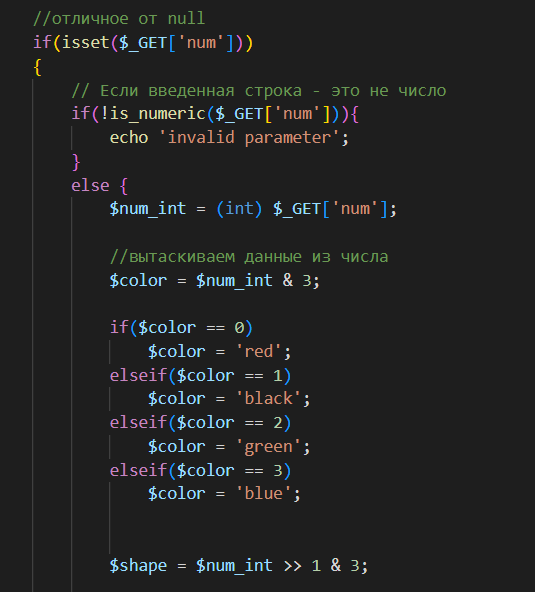 //отличное от null
if(isset($_GET['num']))
{
// Если введенная строка - это не число
if(!is_numeric($_GET['num'])){
echo 'invalid parameter';
}
else {
$num_int = (int) $_GET['num'];
//вытаскиваем данные из числа
$color = $num_int & 3;
if($color == 0)
$color = 'red';
elseif($color == 1)
$color = 'black';
elseif($color == 2)
$color = 'green';
elseif($color == 3)
$color = 'blue';
$shape = $num_int >> 1 & 3;